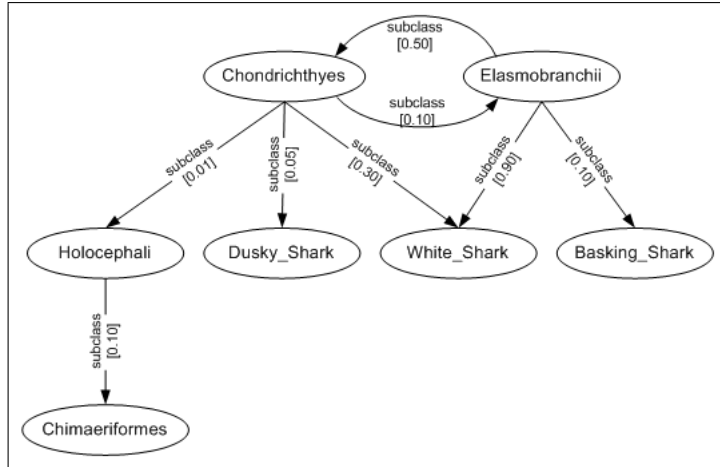 subclass
[0.50]
Chondrichthyes
Elasmobranchii
subclass
[0.10]
subclass
[0.01]
subclass
[0.05]
subclass
[0.30]
subclass
[0.90]
subclass
[0.10]
Holocephali
Dusky_Shark
White_Shark
Basking_Shark
subclass
[0.10]
Chimaeriformes